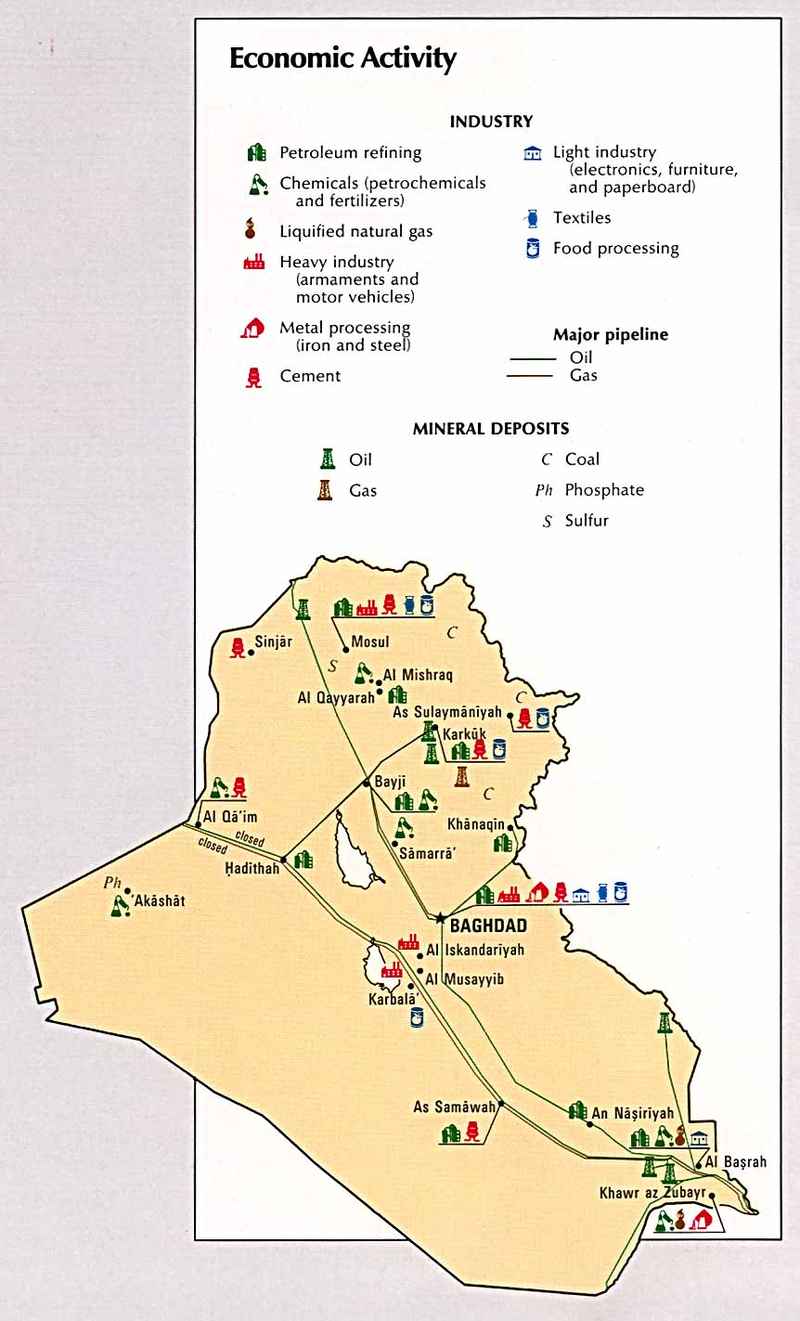 Economic Activity
INDUSTRY
Petroleum refining
Chemicals (petrochemicals
and fertilizers)
Liquified natural gas
Heavy industry
(armaments and
motor vehicles)
Metal processing
(iron and steel)
Cement
Light industry
(electronics, furniture,
and paperboard)
Textiles
Food processing
Major pipeline
Oil
Gas
MINERAL DEPOSITS
Oil
Gas
C Coal
Ph Phosphate
S Sulfur
Sinjār
Mosul
C
S
Al Mishraq
Al Qayyarah
C
As Sulaymānīyah
Karkūk
Bayjī
C
Al Qā'im
closed
closed
Khānaqīn
Sāmarrā'
Ḥadīthah
Ph
'Akāshāt
BAGHDAD
Al Iskandarīyah
Al Musayyib
Karbalā'
As Samāwah
An Nāşirīyah
Al Başrah
Khawr az Zubayr